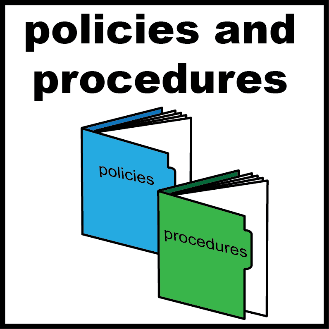 policies and
procedures
policies
procedures